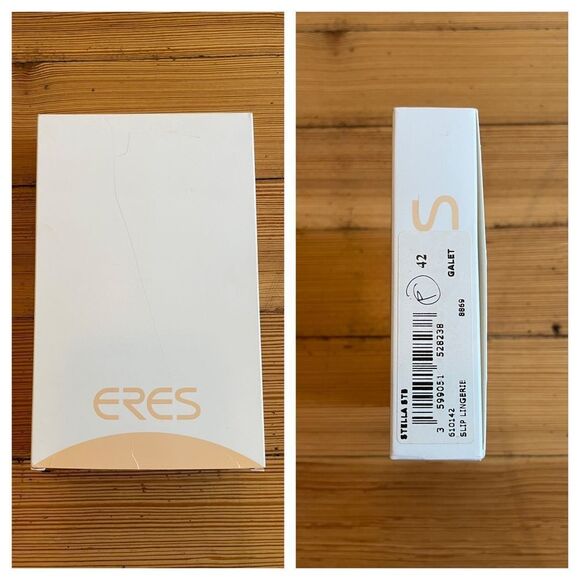 ERES
S
STELLA STB
3 599051 528238
610142
SLIP LINGERIE
42
GALET
8869